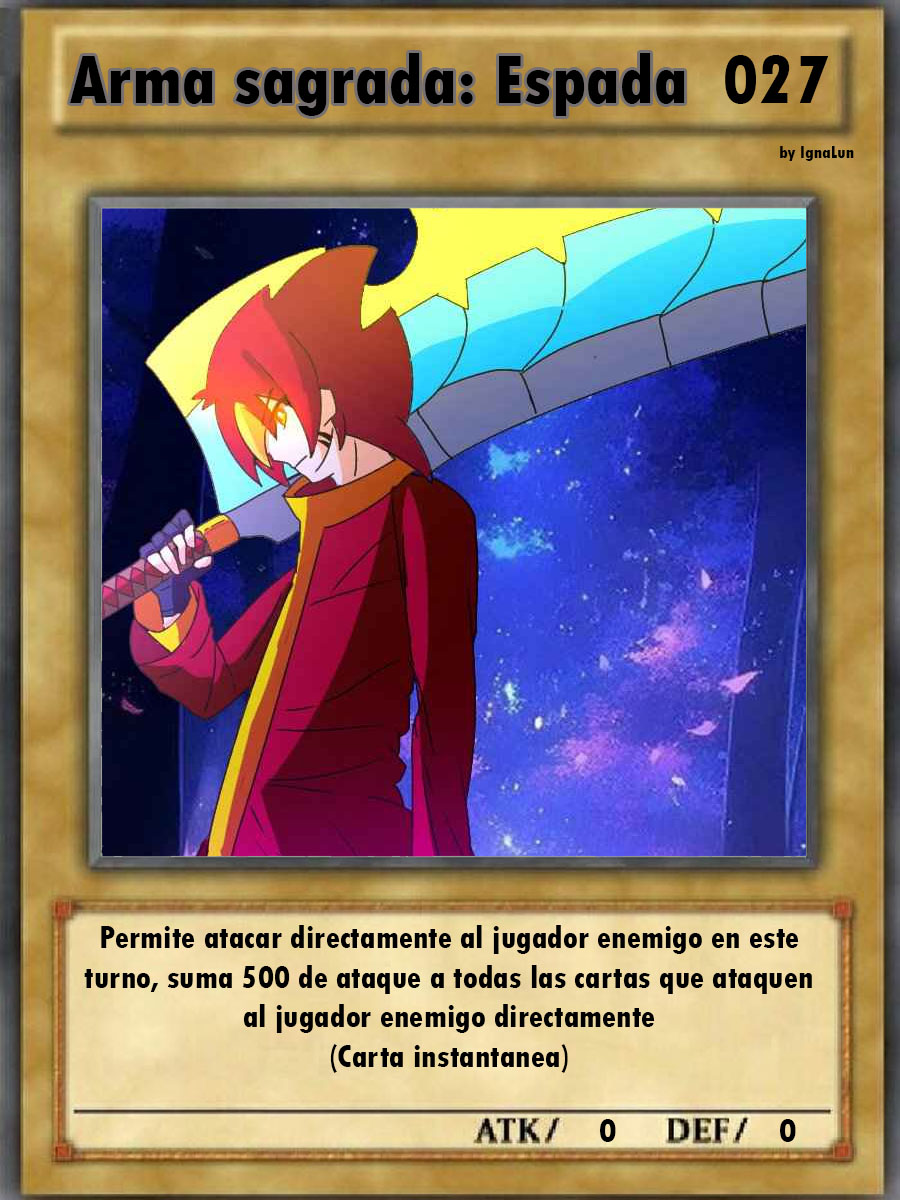 Arma sagrada: Espada 027
by IgnaLun
Permite atacar directamente al jugador enemigo en este
turno, suma 500 de ataque a todas las cartas que ataquen
al jugador enemigo directamente
(Carta instantanea)
ATK/ 0 DEF/ 0